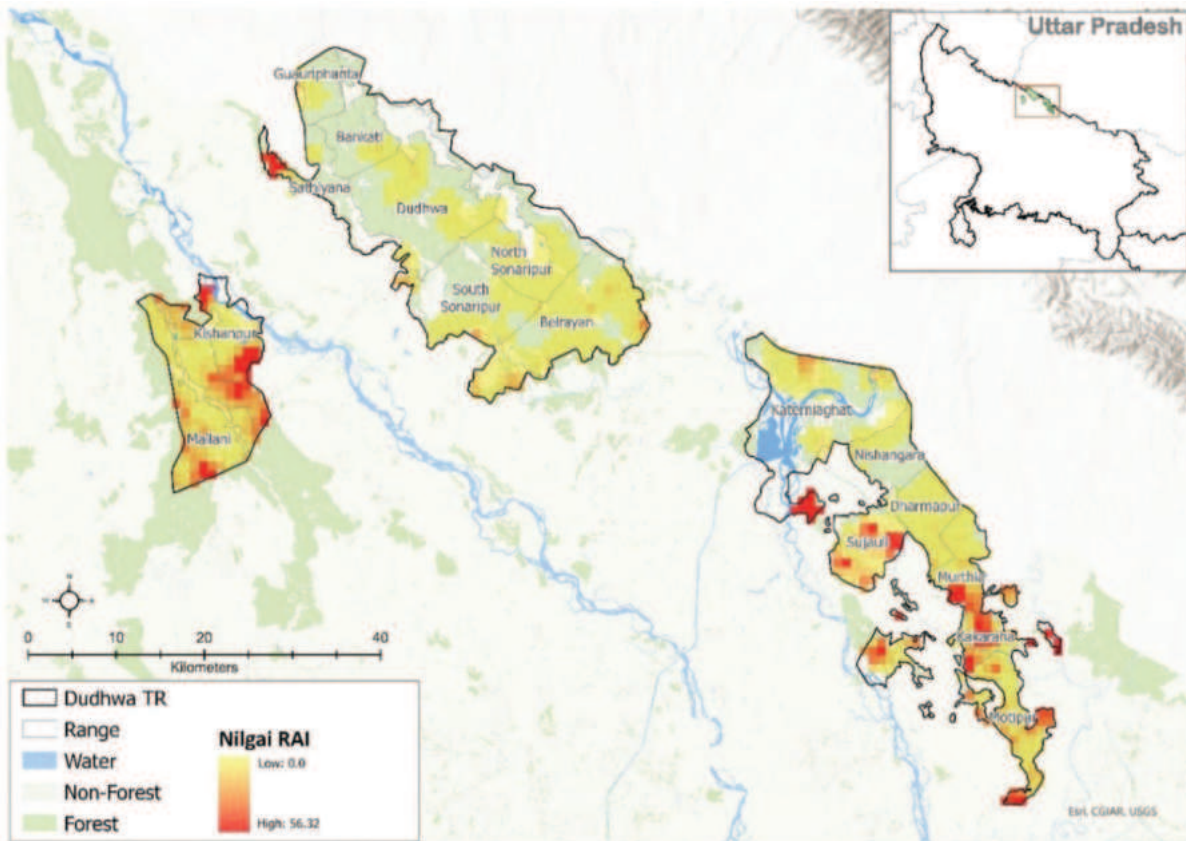 Uttar Pradesh
Gauriphanta
Bankati
Sathiyana
Dudhwa
North
Sonaripur
South
Sonaripur
Belrayan
Kishanpur
Mailani
Katerniaghat
Nishangara
Dharmapur
Sujauli
Murthia
Kakaraha
Motipur
N
W
E
S
0 10 20 40
Kilometers
Dudhwa TR
Range
Water
Non-Forest
Forest
Nilgai RAI
Low: 0.0
High: 56.32
Esri, CGIAR, USGS